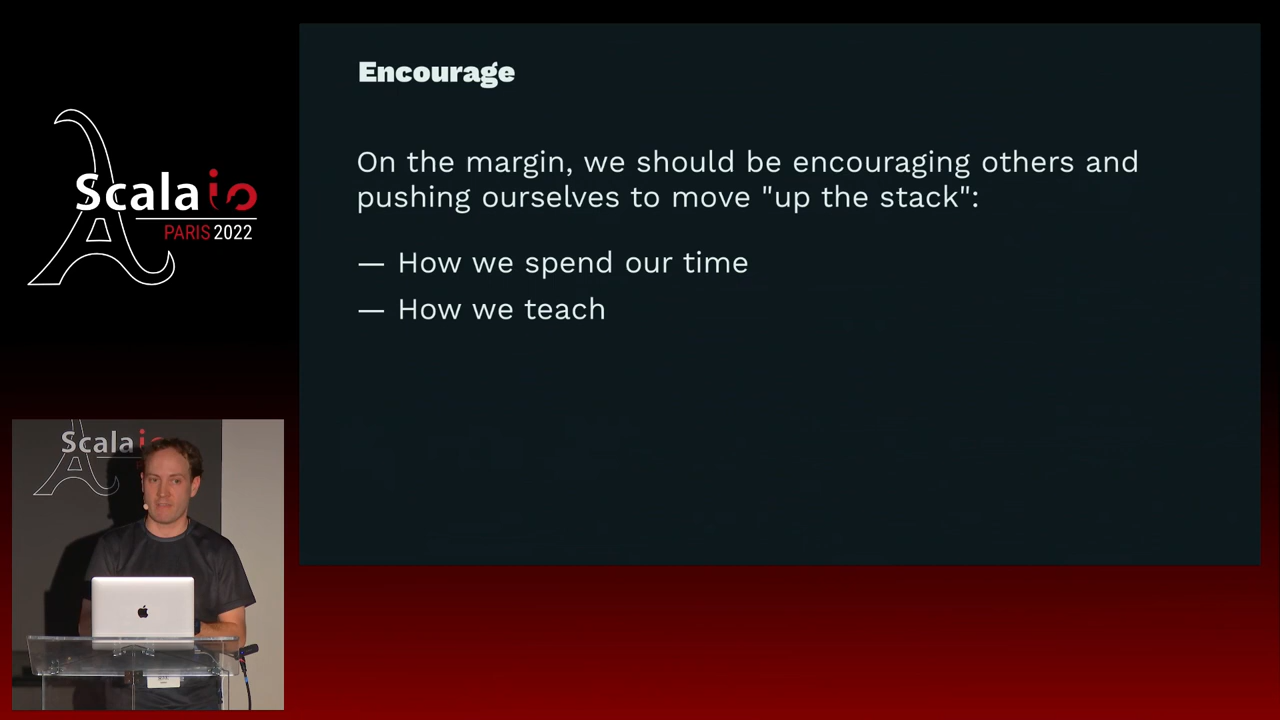 Scala io
PARIS 2022
Encourage
On the margin, we should be encouraging others and
pushing ourselves to move "up the stack":
— How we spend our time
— How we teach
Scala io